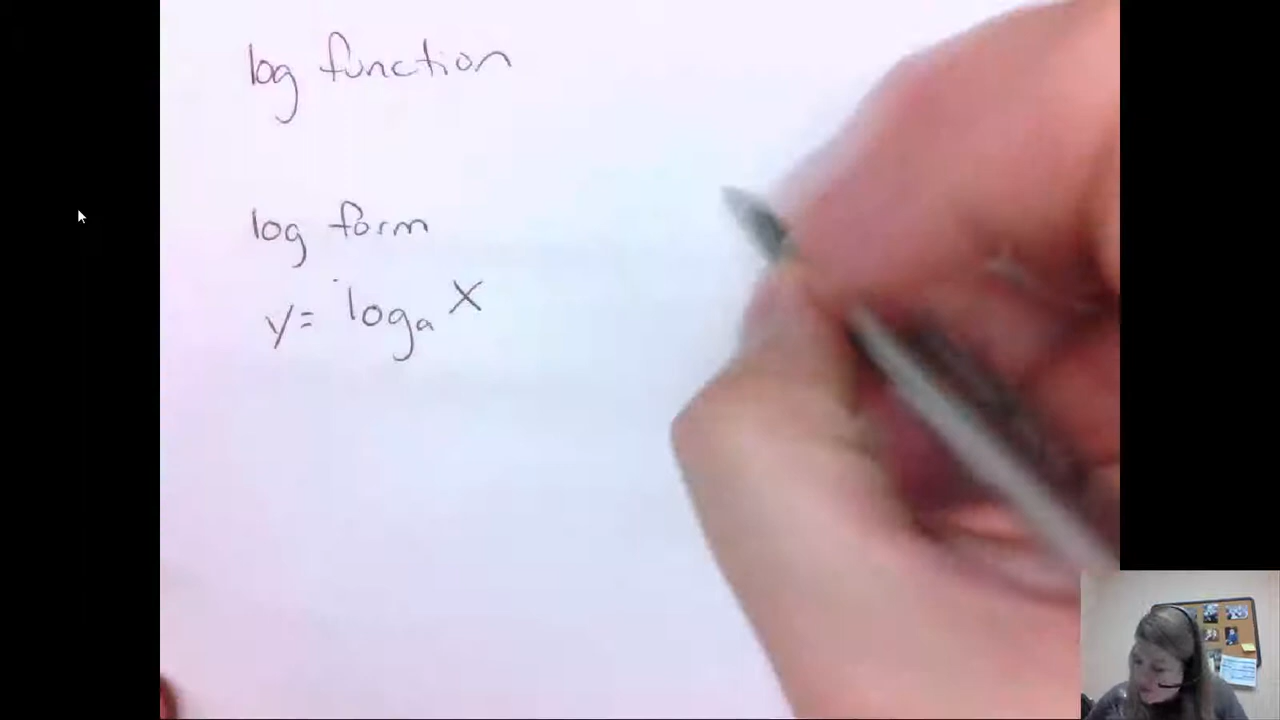 log function
log form
y = logₐ x